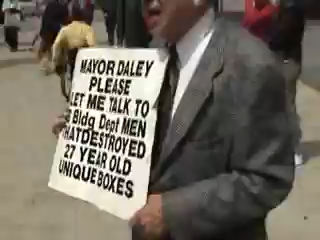 MAYOR DALEY
PLEASE
LET ME TALK TO
Bldg Dept MEN
THAT DESTROYED
27 YEAR OLD
UNIQUE BOXES